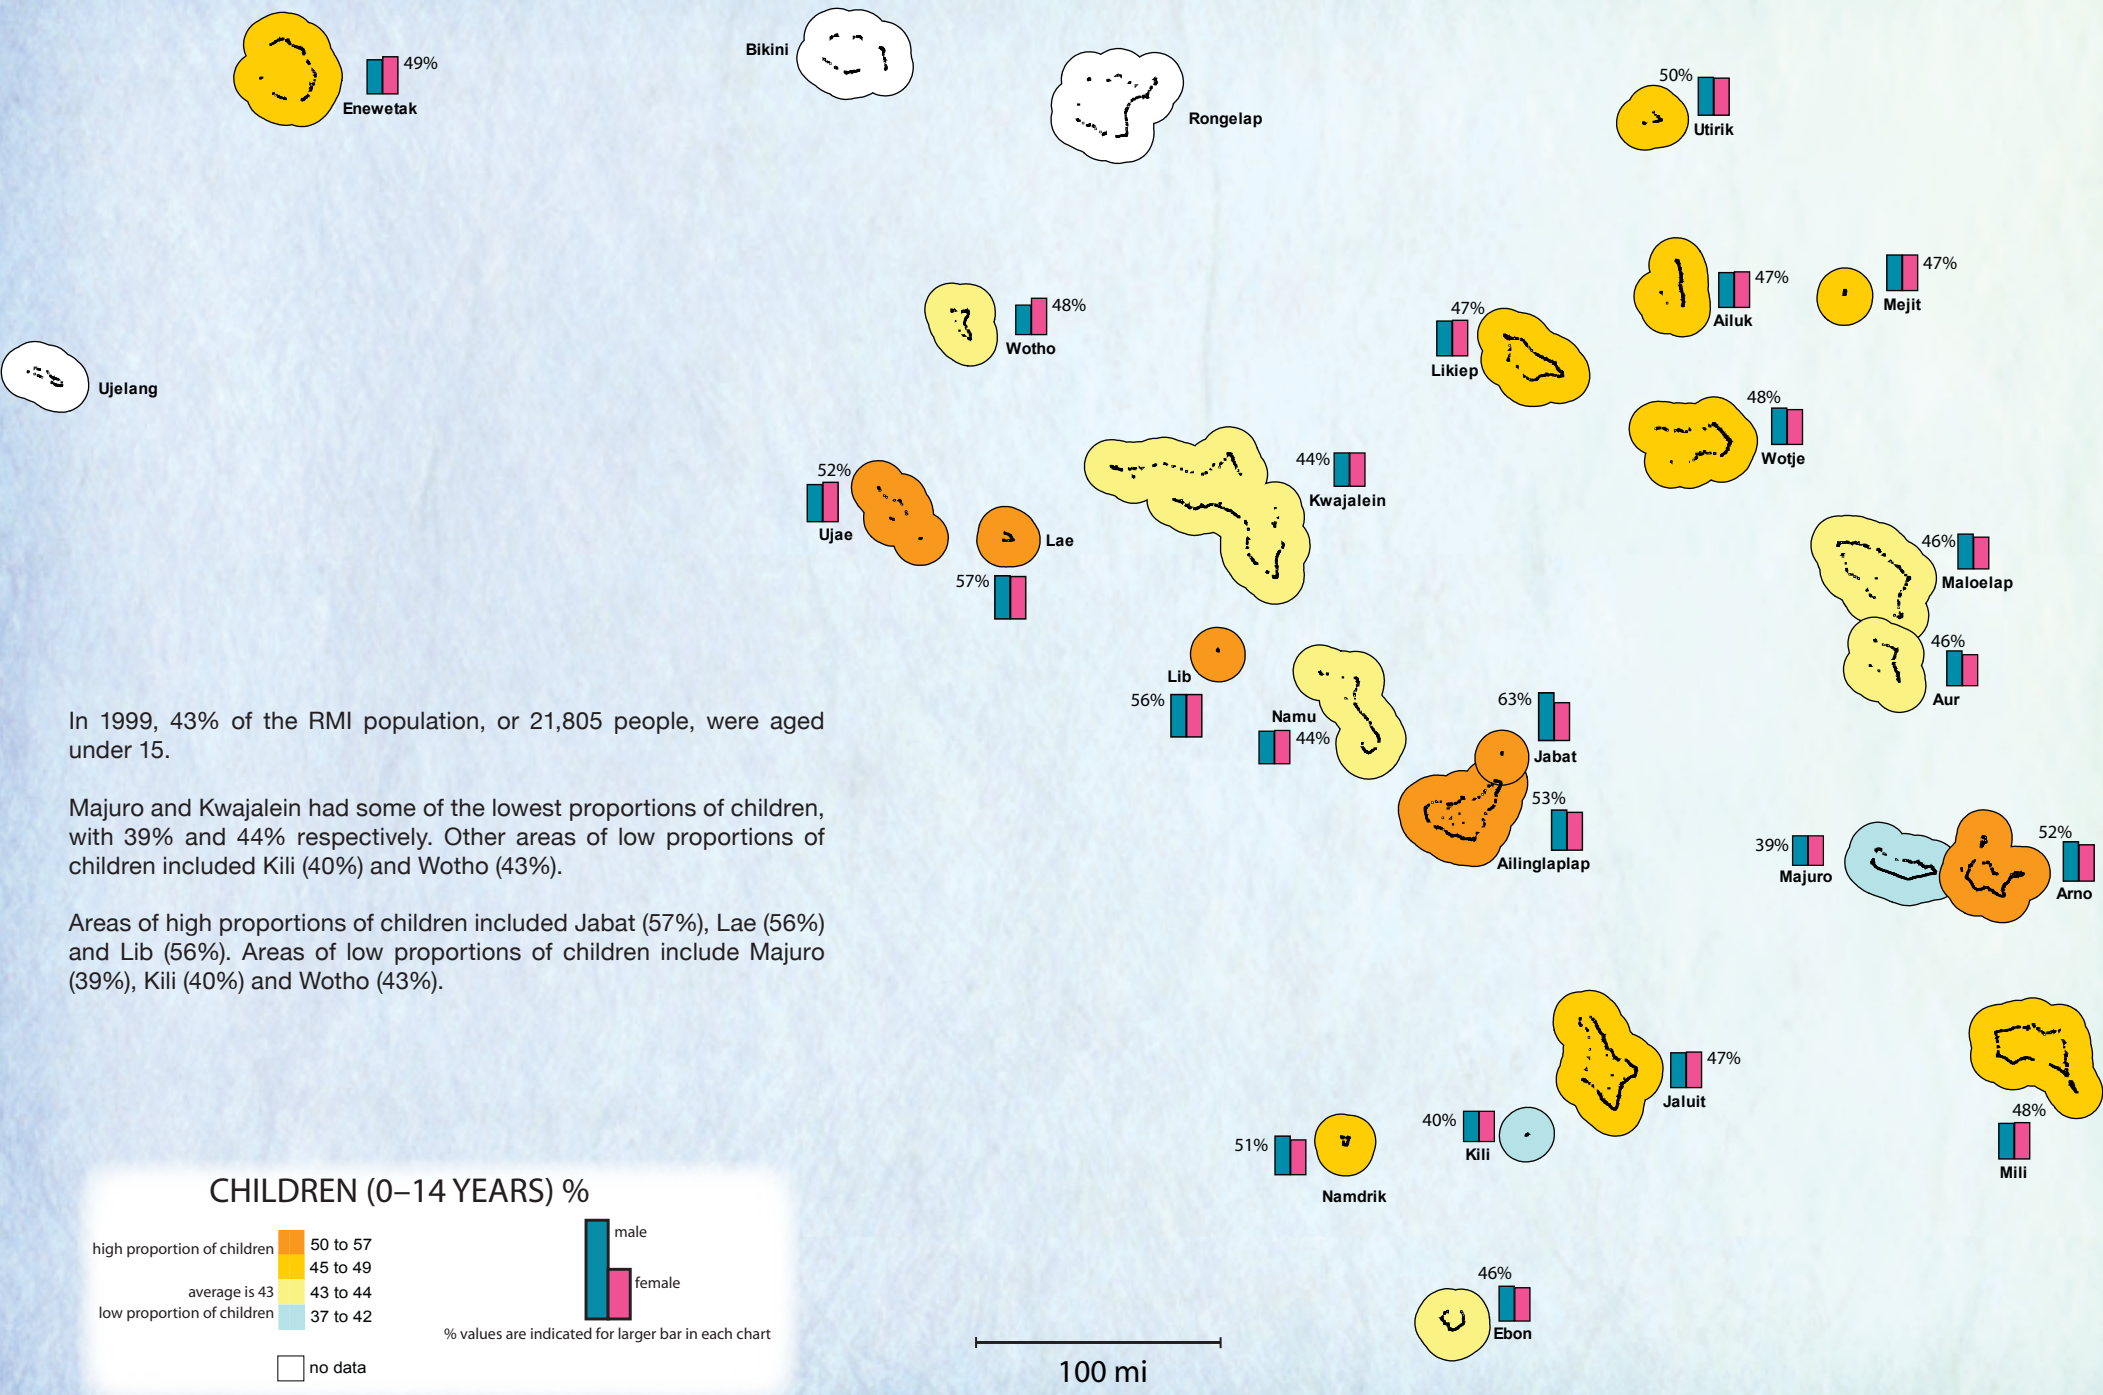 49%
Enewetak
Bikini
Rongelap
50%
Utirik
48%
Wotho
47%
Likiep
47%
Ailuk
47%
Mejit
Ujelang
48%
Wotje
52%
Ujae
Lae
57%
44%
Kwajalein
46%
Maloelap
46%
Aur
Lib
56%
Namu
44%
63%
Jabat
53%
Ailinglaplap
39%
Majuro
52%
Arno
In 1999, 43% of the RMI population, or 21,805 people, were aged
under 15.
Majuro and Kwajalein had some of the lowest proportions of children,
with 39% and 44% respectively. Other areas of low proportions of
children included Kili (40%) and Wotho (43%).
Areas of high proportions of children included Jabat (57%), Lae (56%)
and Lib (56%). Areas of low proportions of children include Majuro
(39%), Kili (40%) and Wotho (43%).
47%
Jaluit
48%
Mili
40%
Kili
51%
Namdrik
46%
Ebon
CHILDREN (0–14 YEARS) %
high proportion of children
50 to 57
45 to 49
average is 43
43 to 44
low proportion of children
37 to 42
no data
male
female
% values are indicated for larger bar in each chart
100 mi